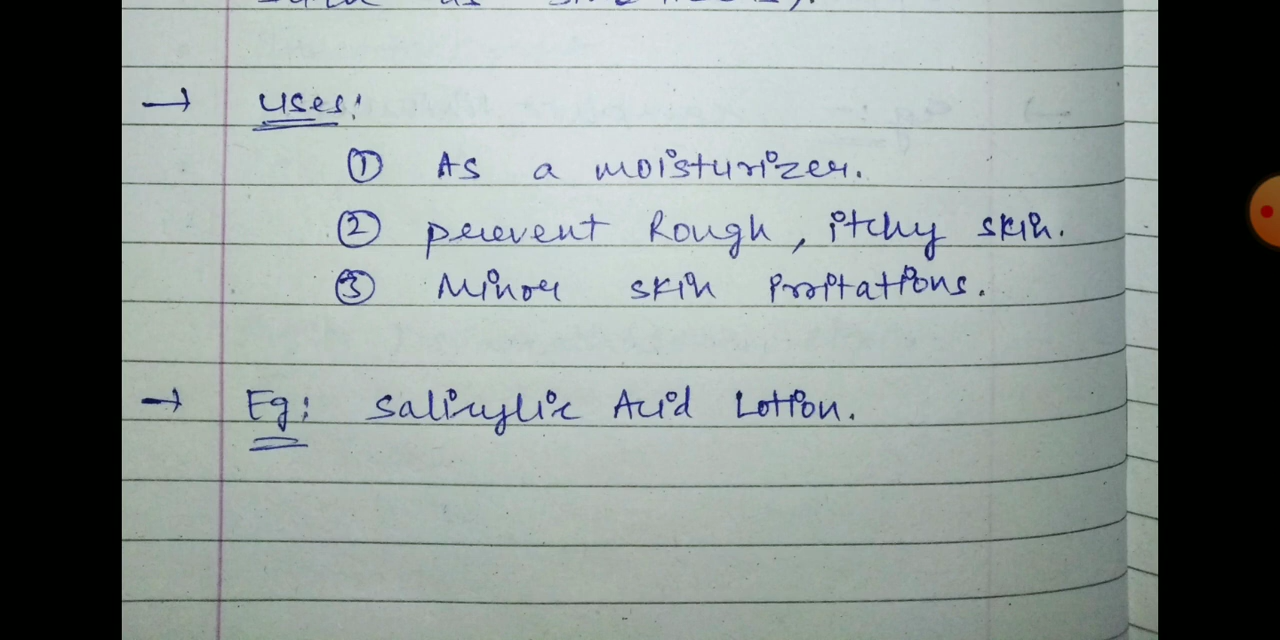 → Uses:
① As a moisturizer.
② prevent Rough, itchy skin.
③ Minor skin irritations.
→ Eg: Salicylic Acid Lotion.